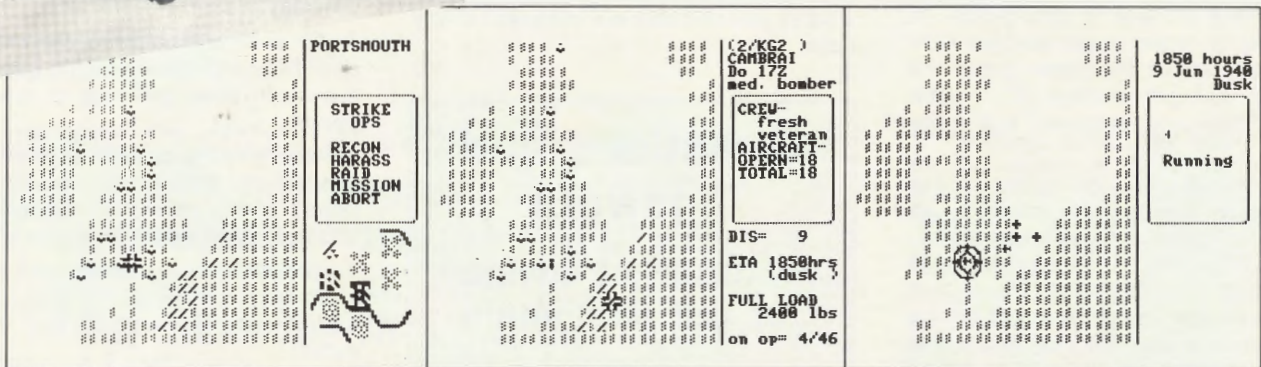 PORTSMOUTH
STRIKE
OPS
RECON
HARASS
RAID
MISSION
ABORT
(2/KG2 )
CAMBRAI
Do 17Z
med. bomber
CREW-
fresh
veteran
AIRCRAFT-
OPERN=18
TOTAL=18
DIS= 9
ETA 1850hrs
(dusk )
FULL LOAD
2400 lbs
on op= 4/46
1850 hours
9 Jun 1940
Dusk
Running